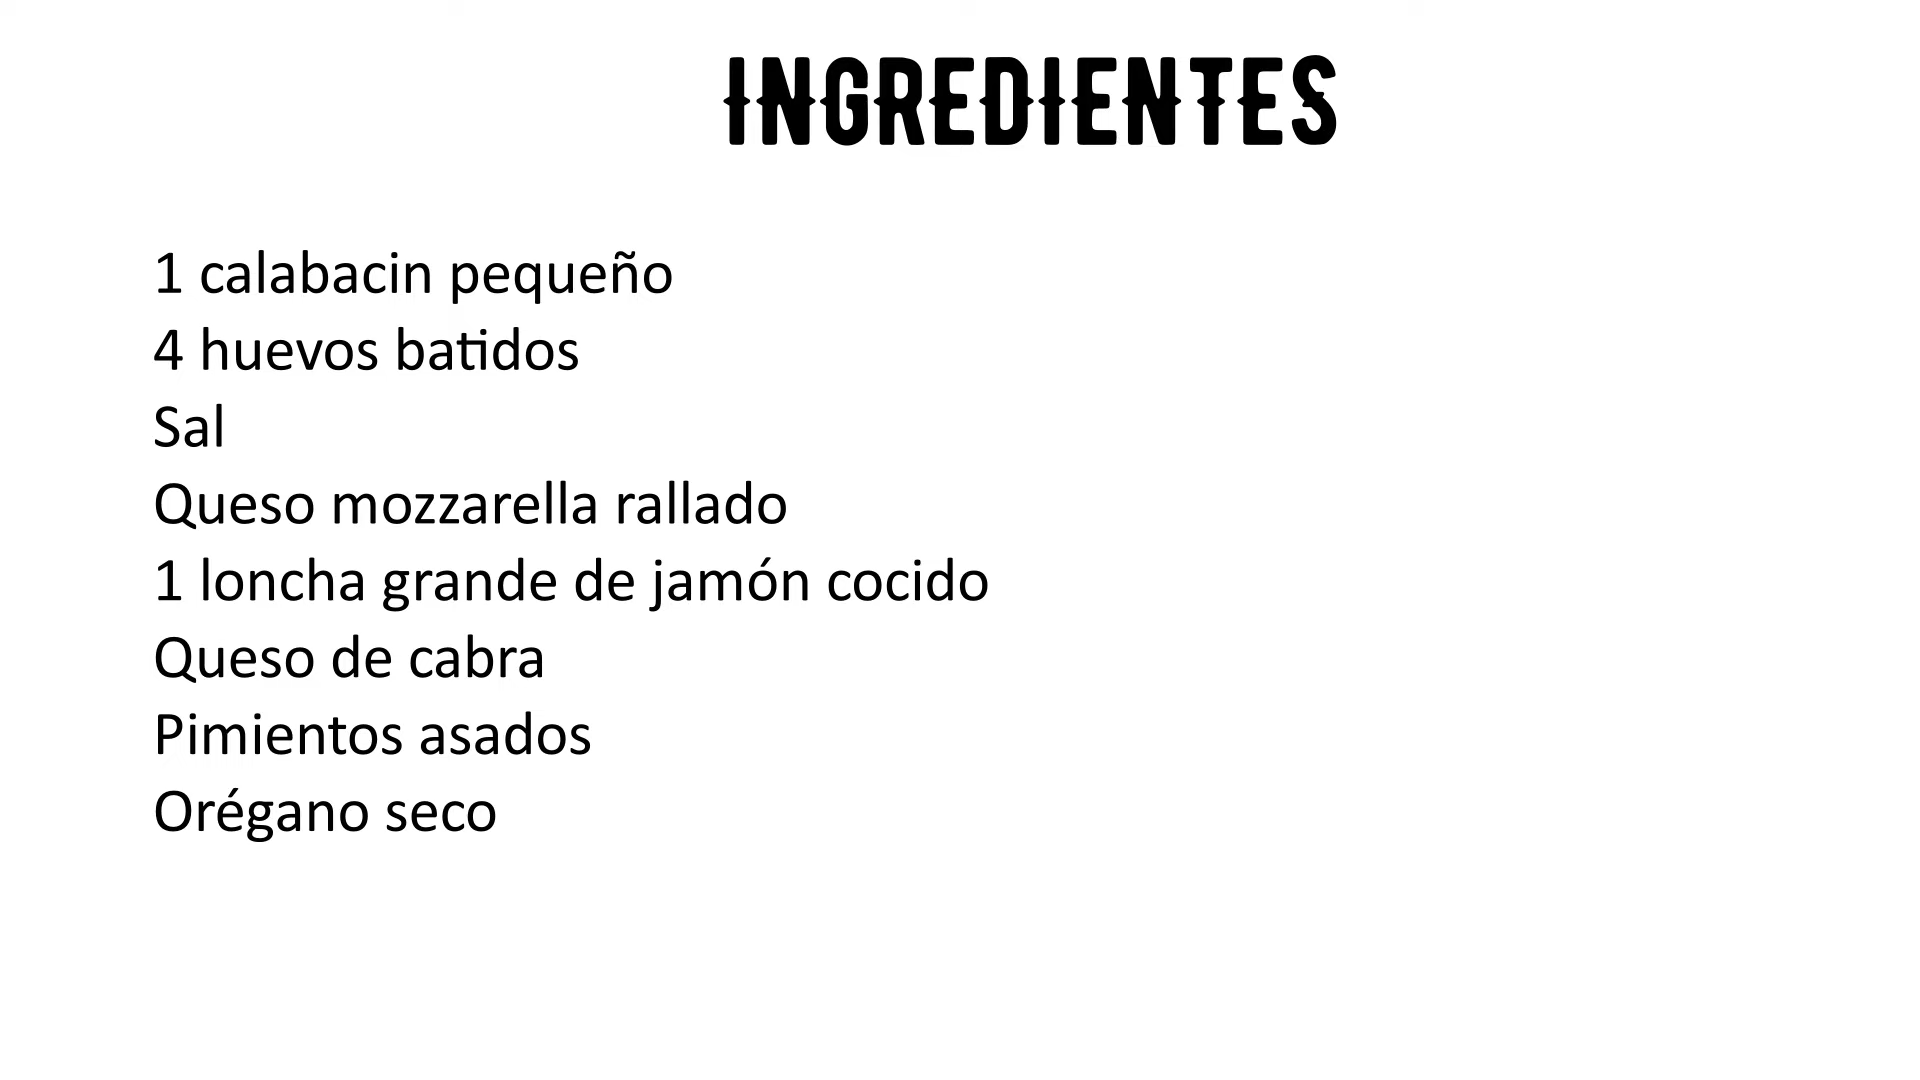 INGREDIENTES
1 calabacin pequeño
4 huevos batidos
Sal
Queso mozzarella rallado
1 loncha grande de jamón cocido
Queso de cabra
Pimientos asados
Orégano seco